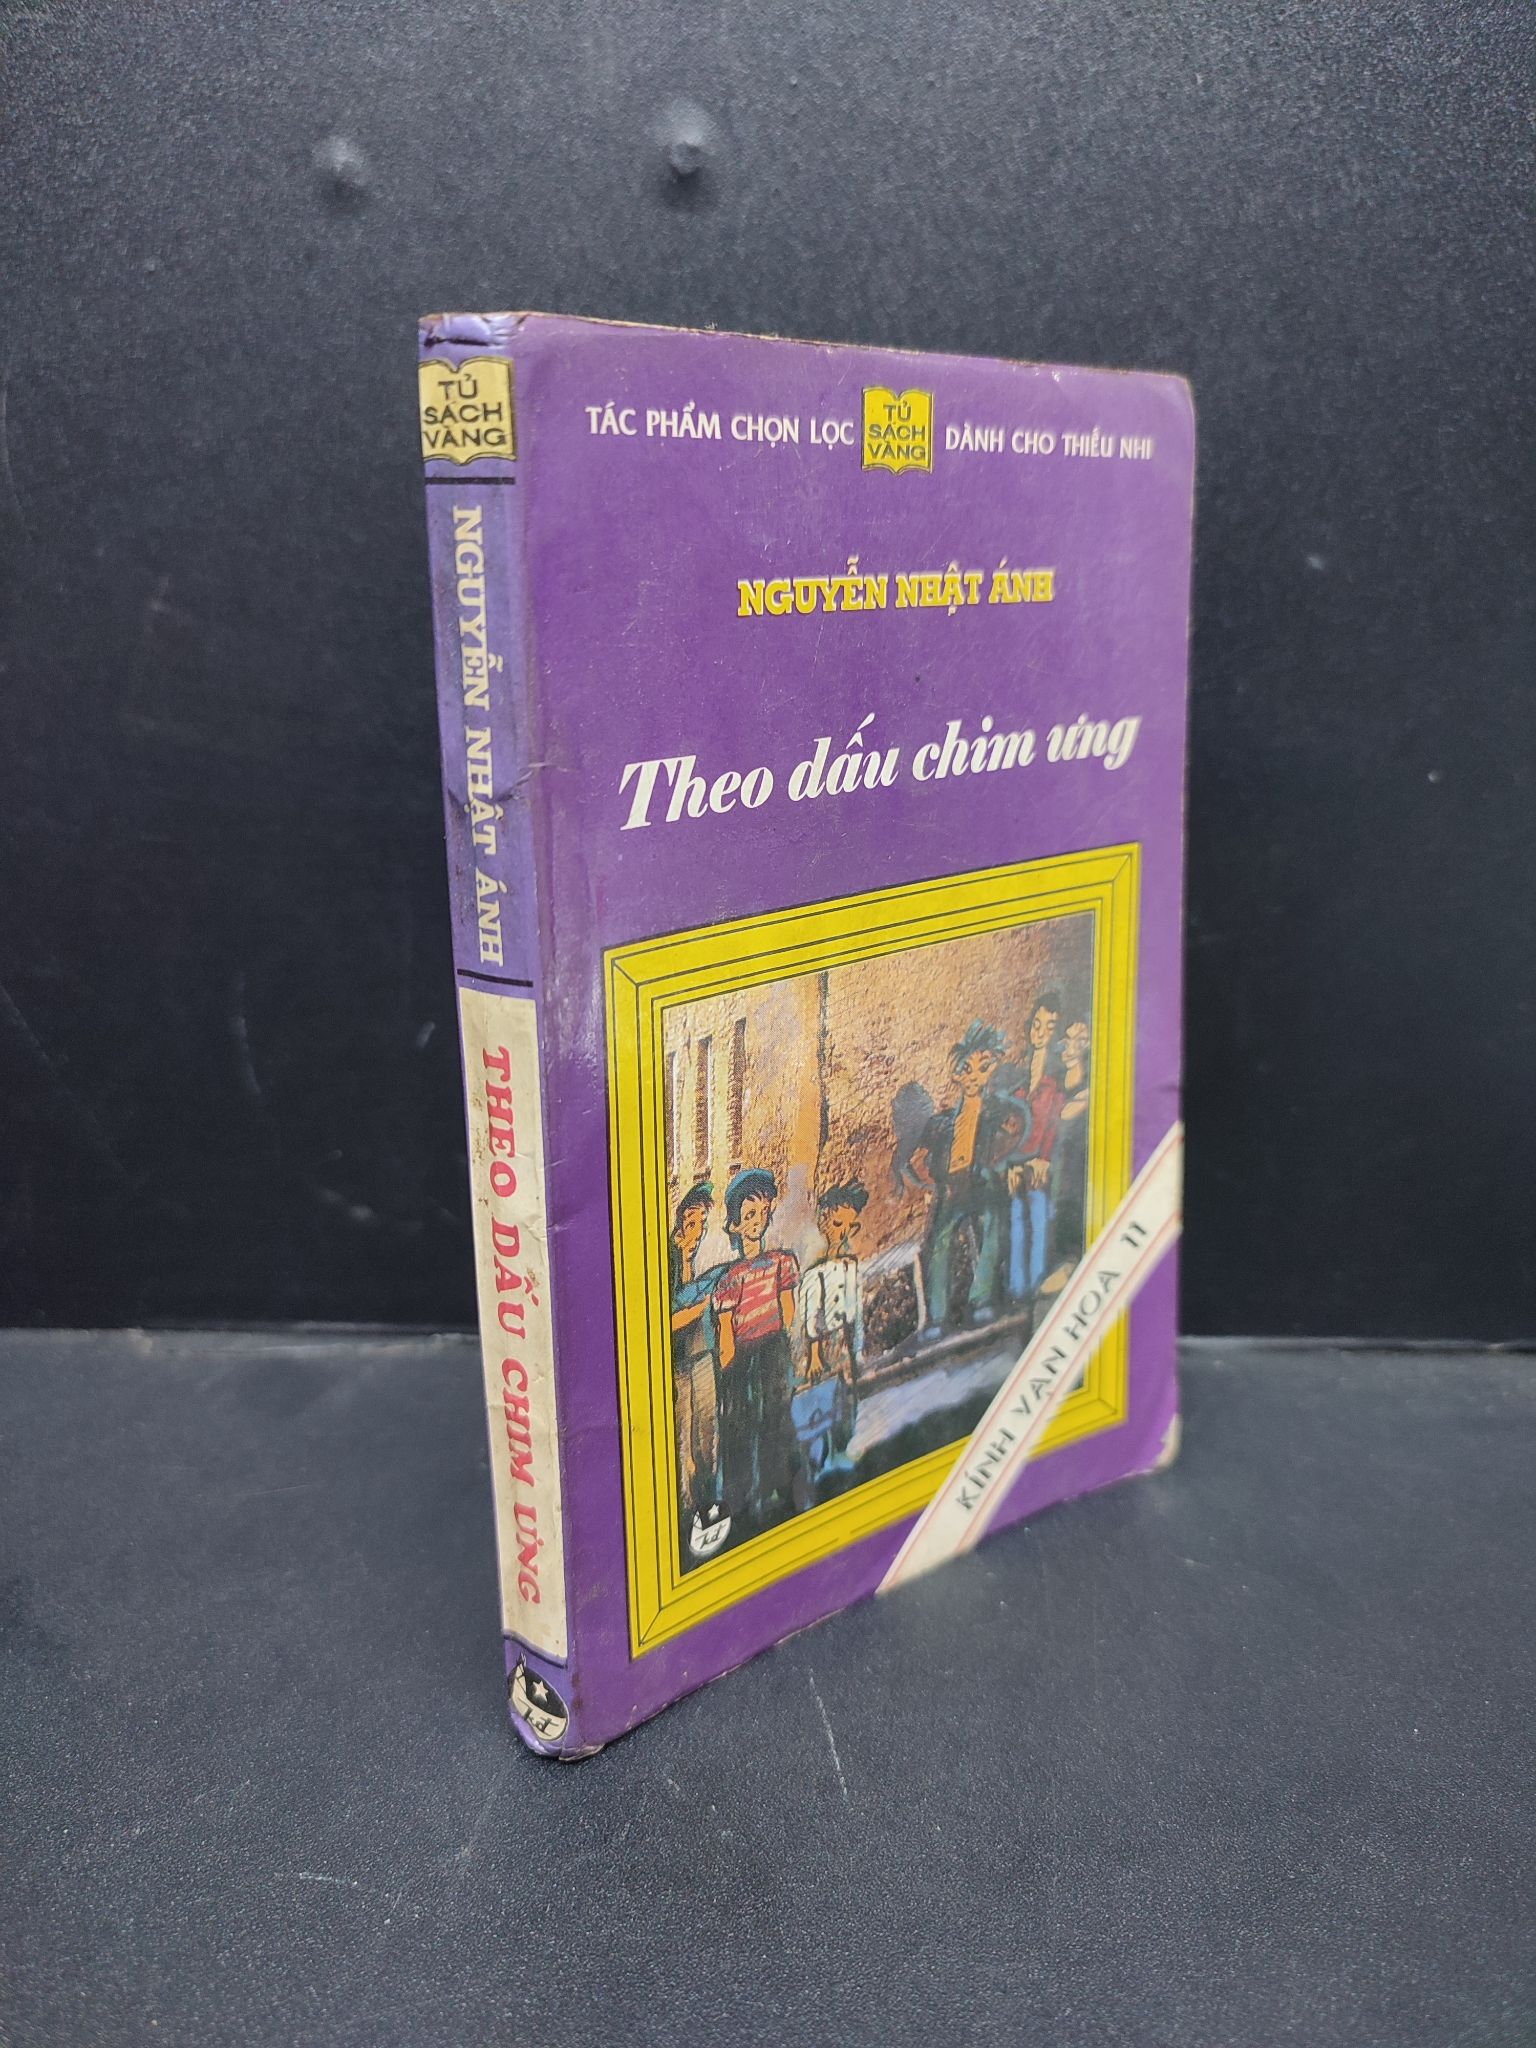 TỦ
SÁCH
VÀNG
NGUYỄN NHẬT ÁNH
THEO DẤU CHIM ƯNG
TÁC PHẨM CHỌN LỌC
TỦ
SÁCH
VÀNG
DÀNH CHO THIẾU NHI
NGUYỄN NHẬT ÁNH
Theo dấu chim ưng
KÍNH VẠN HOA 11